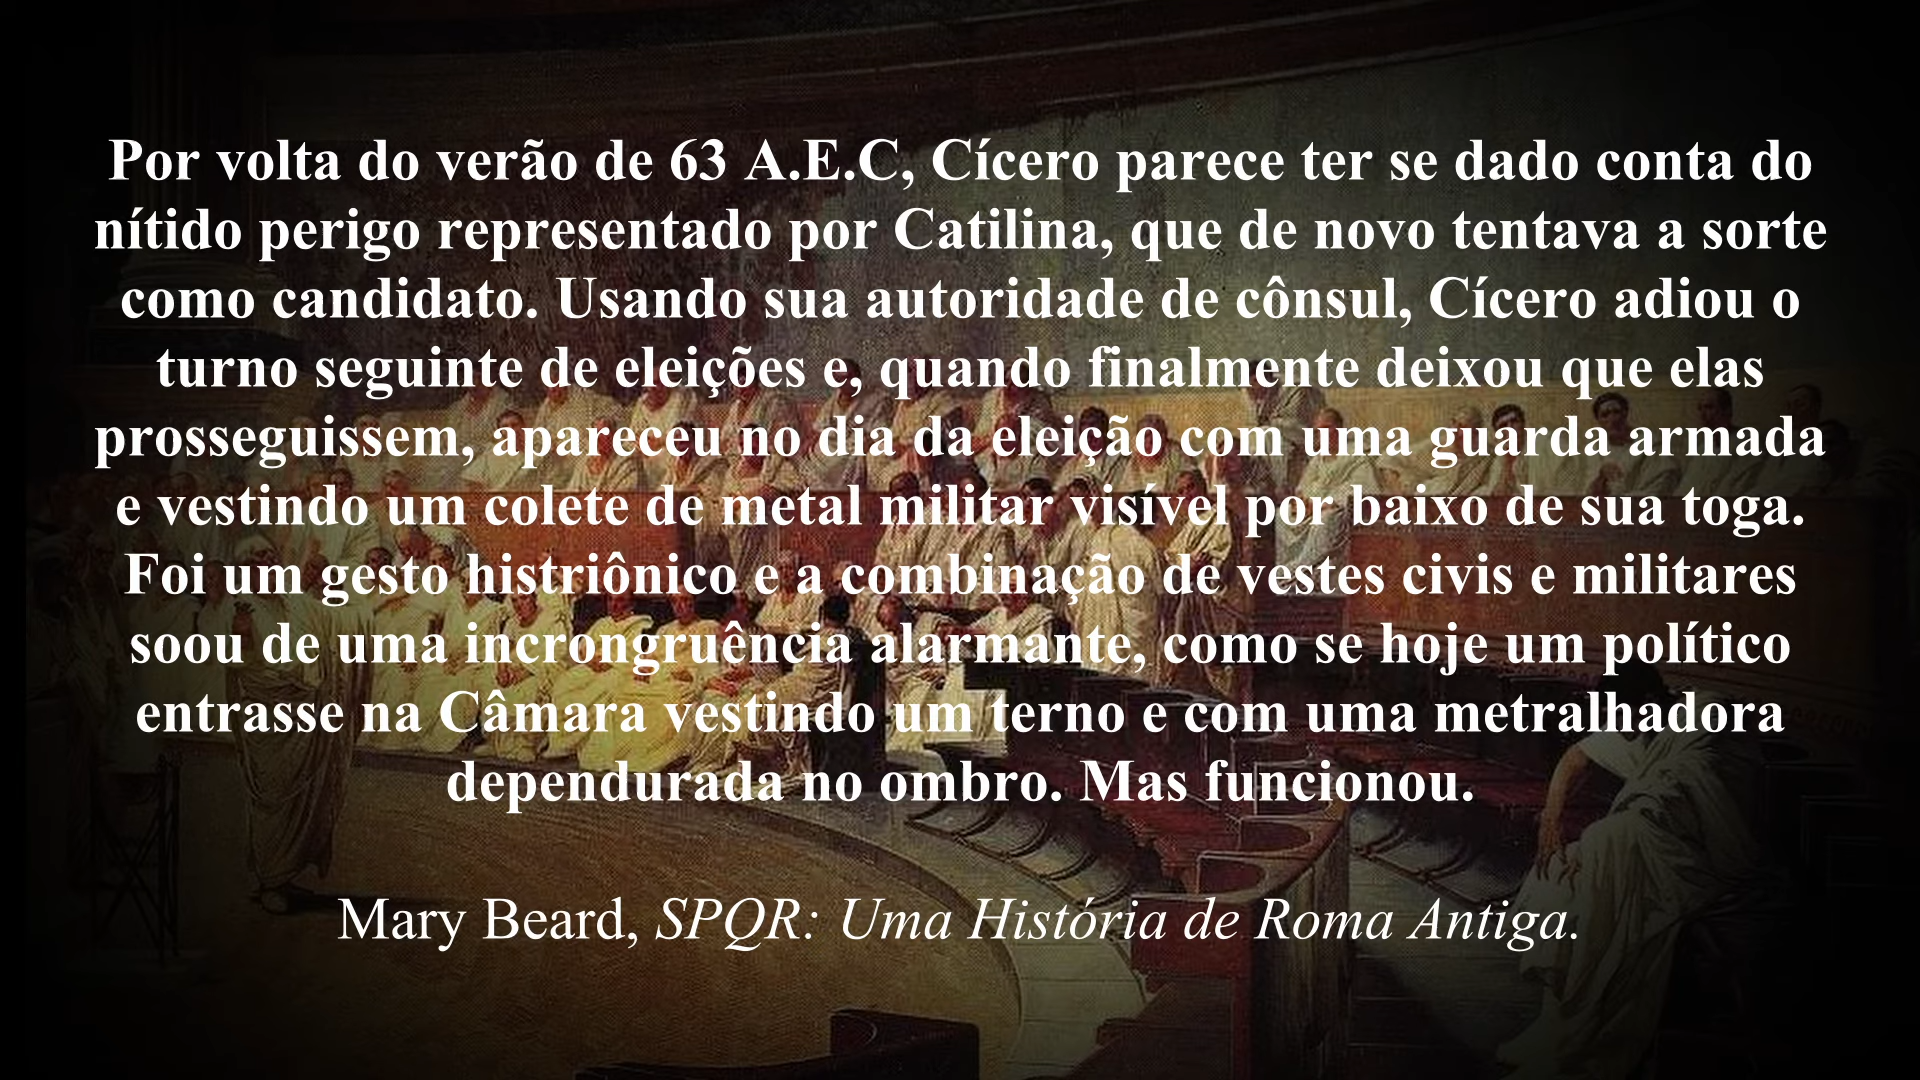 Por volta do verão de 63 A.E.C, Cícero parece ter se dado conta do
nítido perigo representado por Catilina, que de novo tentava a sorte
como candidato. Usando sua autoridade de cônsul, Cícero adiou o
turno seguinte de eleições e, quando finalmente deixou que elas
prosseguissem, apareceu no dia da eleição com uma guarda armada
e vestindo um colete de metal militar visível por baixo de sua toga.
Foi um gesto histriônico e a combinação de vestes civis e militares
soou de uma incrongruência alarmante, como se hoje um político
entrasse na Câmara vestindo um terno e com uma metralhadora
dependurada no ombro. Mas funcionou.
Mary Beard, SPQR: Uma História de Roma Antiga.